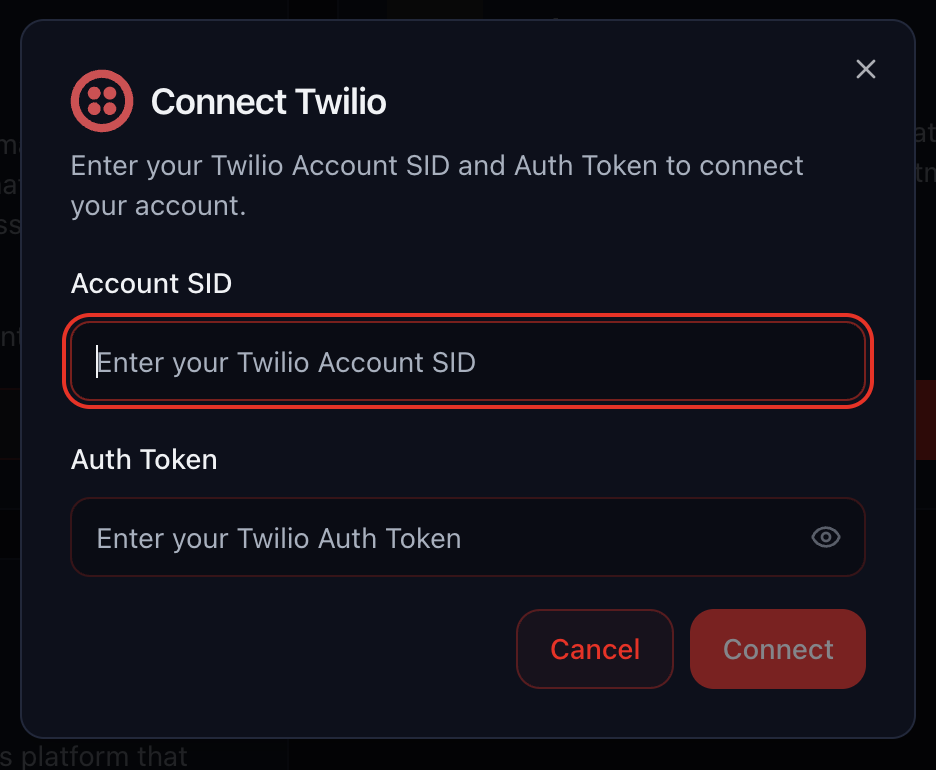 Connect Twilio
Enter your Twilio Account SID and Auth Token to connect
your account.
Account SID
Enter your Twilio Account SID
Auth Token
Enter your Twilio Auth Token
Cancel
Connect
s platform that